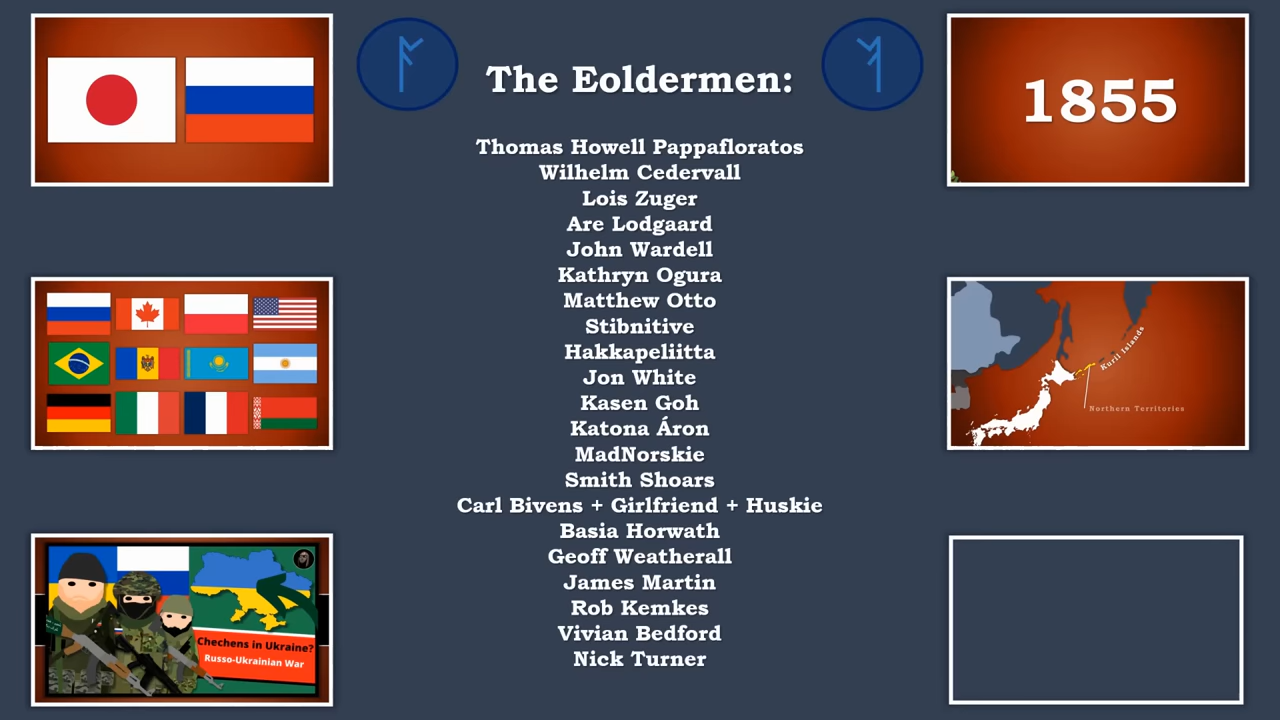 The Eoldermen:
1855
Thomas Howell Pappafloratos
Wilhelm Cedervall
Lois Zuger
Are Lodgaard
John Wardell
Kathryn Ogura
Matthew Otto
Stibnitive
Hakkapeliitta
Jon White
Kasen Goh
Katona Áron
MadNorskie
Smith Shoars
Carl Bivens + Girlfriend + Huskie
Basia Horwath
Geoff Weatherall
James Martin
Rob Kemkes
Vivian Bedford
Nick Turner
Kuril Islands
Northern Territories
Chechens in Ukraine?
Russo-Ukrainian War